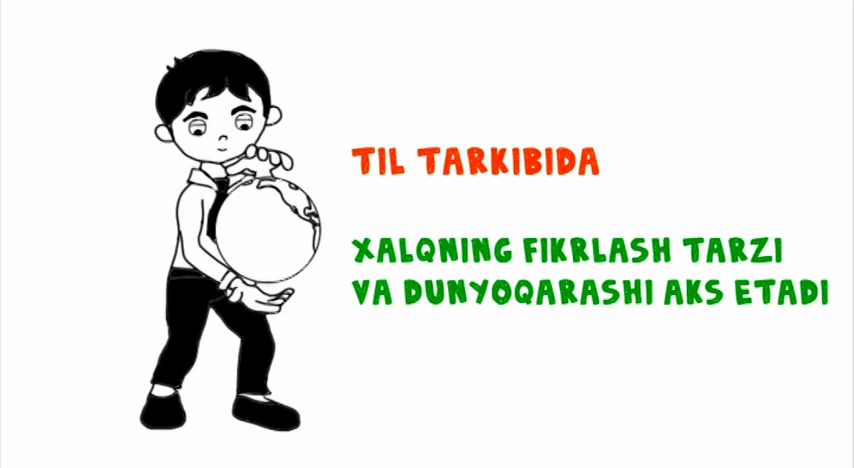 TIL TARKIBIDA
XALQNING FIKRLASH TARZI
VA DUNYOQARASHI AKS ETADI